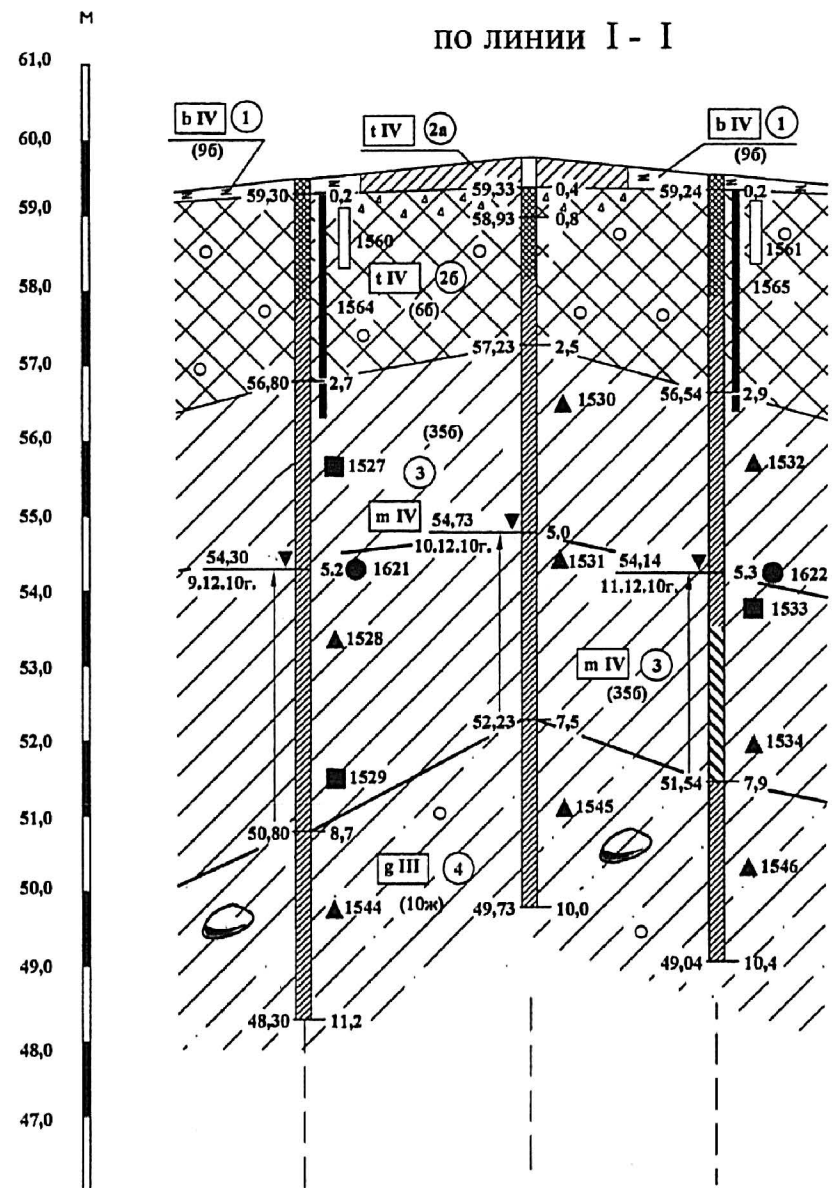 М
по линии I - I
61,0
60,0
59,0
58,0
57,0
56,0
55,0
54,0
53,0
52,0
51,0
50,0
49,0
48,0
47,0
b IV 1
(9б)
t IV 2а
b IV 1
(9б)
59,30 0,2
59,33 0,4
59,24 0,2
58,93 0,8
1560
1561
t IV 2б
(6б)
1564
1565
57,23 2,5
56,80 2,7
56,54 2,9
1530
(35б)
1527
3
1532
m IV
54,73
5,0
10.12.10г.
54,30
9.12.10г.
5,2
1621
1531
54,14
11.12.10г.
5,3
1622
1533
1528
m IV 3
(35б)
52,23 7,5
1534
1529
51,54 7,9
50,80 8,7
1545
g III 4
(10ж)
1546
1544
49,73 10,0
49,04 10,4
48,30 11,2